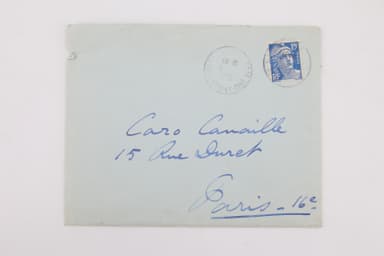 Caro Canaille
15 Rue Duret
Paris - 16e